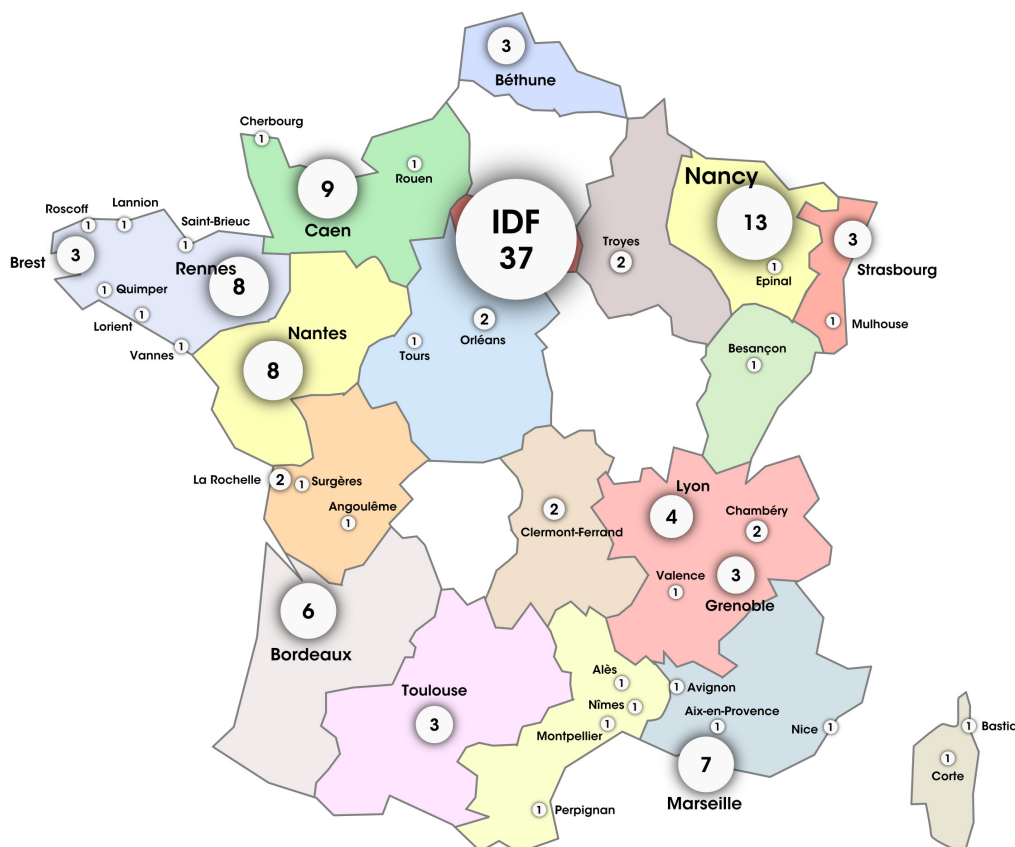 3
Béthune
Cherbourg
1
9
Caen
1
Rouen
IDF
37
Nancy
13
1
Epinal
3
Strasbourg
1
Mulhouse
Troyes
2
Roscoff
1
Lannion
1
Saint-Brieuc
1
Brest
3
Rennes
8
1
Quimper
Lorient
1
Vannes
1
Nantes
8
2
Orléans
1
Tours
Besançon
1
La Rochelle
2
1
Surgères
Angoulême
1
2
Clermont-Ferrand
Lyon
4
Chambéry
2
Valence
1
3
Grenoble
6
Bordeaux
Toulouse
3
Alès
1
Nîmes
1
Montpellier
1
1
Perpignan
1
Avignon
Aix-en-Provence
1
Nice
1
7
Marseille
1
Bastic
1
Corte